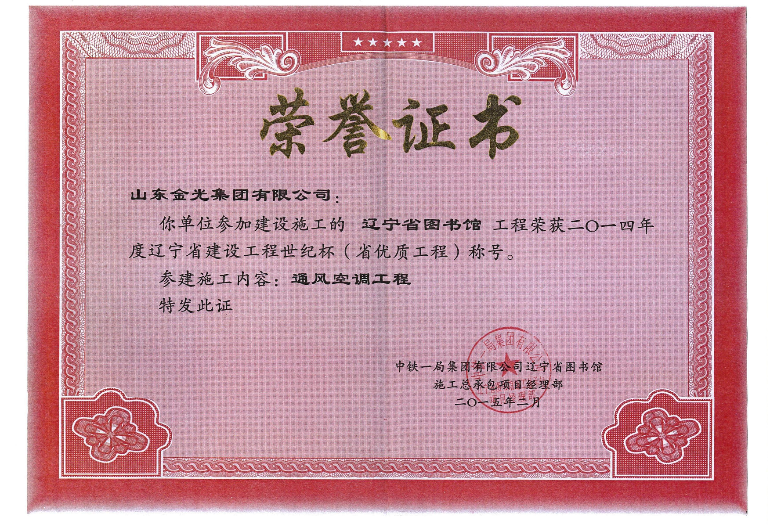 荣誉证书
山东金光集团有限公司：
你单位参加建设施工的 辽宁省图书馆 工程荣获二〇一四年
度辽宁省建设工程世纪杯（省优质工程）称号。
参建施工内容：通风空调工程
特发此证
中铁一局集团有限公司辽宁省图书馆
施工总承包项目经理部
二〇一五年二月